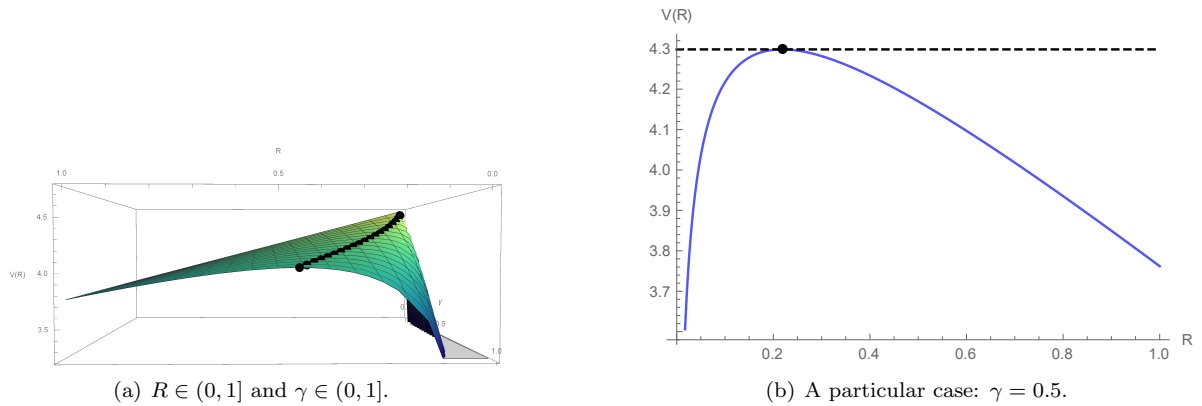 V(R)
4.3
4.2
4.1
4.0
3.9
3.8
3.7
0.2 0.4 0.6 0.8 1.0
R
R
1.0 0.5 0.0
4.5
4.0
3.5
V(R)
γ
0.
0.5
1.0
(a) R ∈ (0, 1] and γ ∈ (0, 1].
(b) A particular case: γ = 0.5.